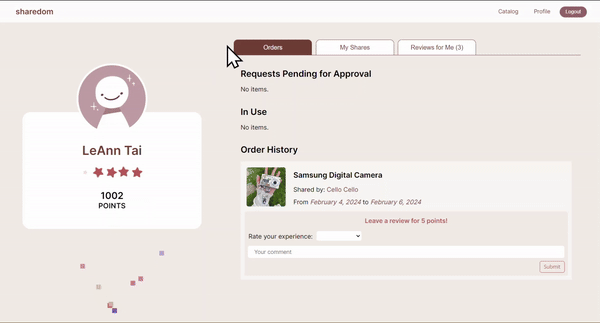 sharedom
Catalog
Profile
Logout
Orders
My Shares
Reviews for Me (3)
LeAnn Tai
1002
POINTS
Requests Pending for Approval
No items.
In Use
No items.
Order History
Samsung Digital Camera
Shared by: Cello Cello
From February 4, 2024 to February 6, 2024
Leave a review for 5 points!
Rate your experience:
Your comment
Submit